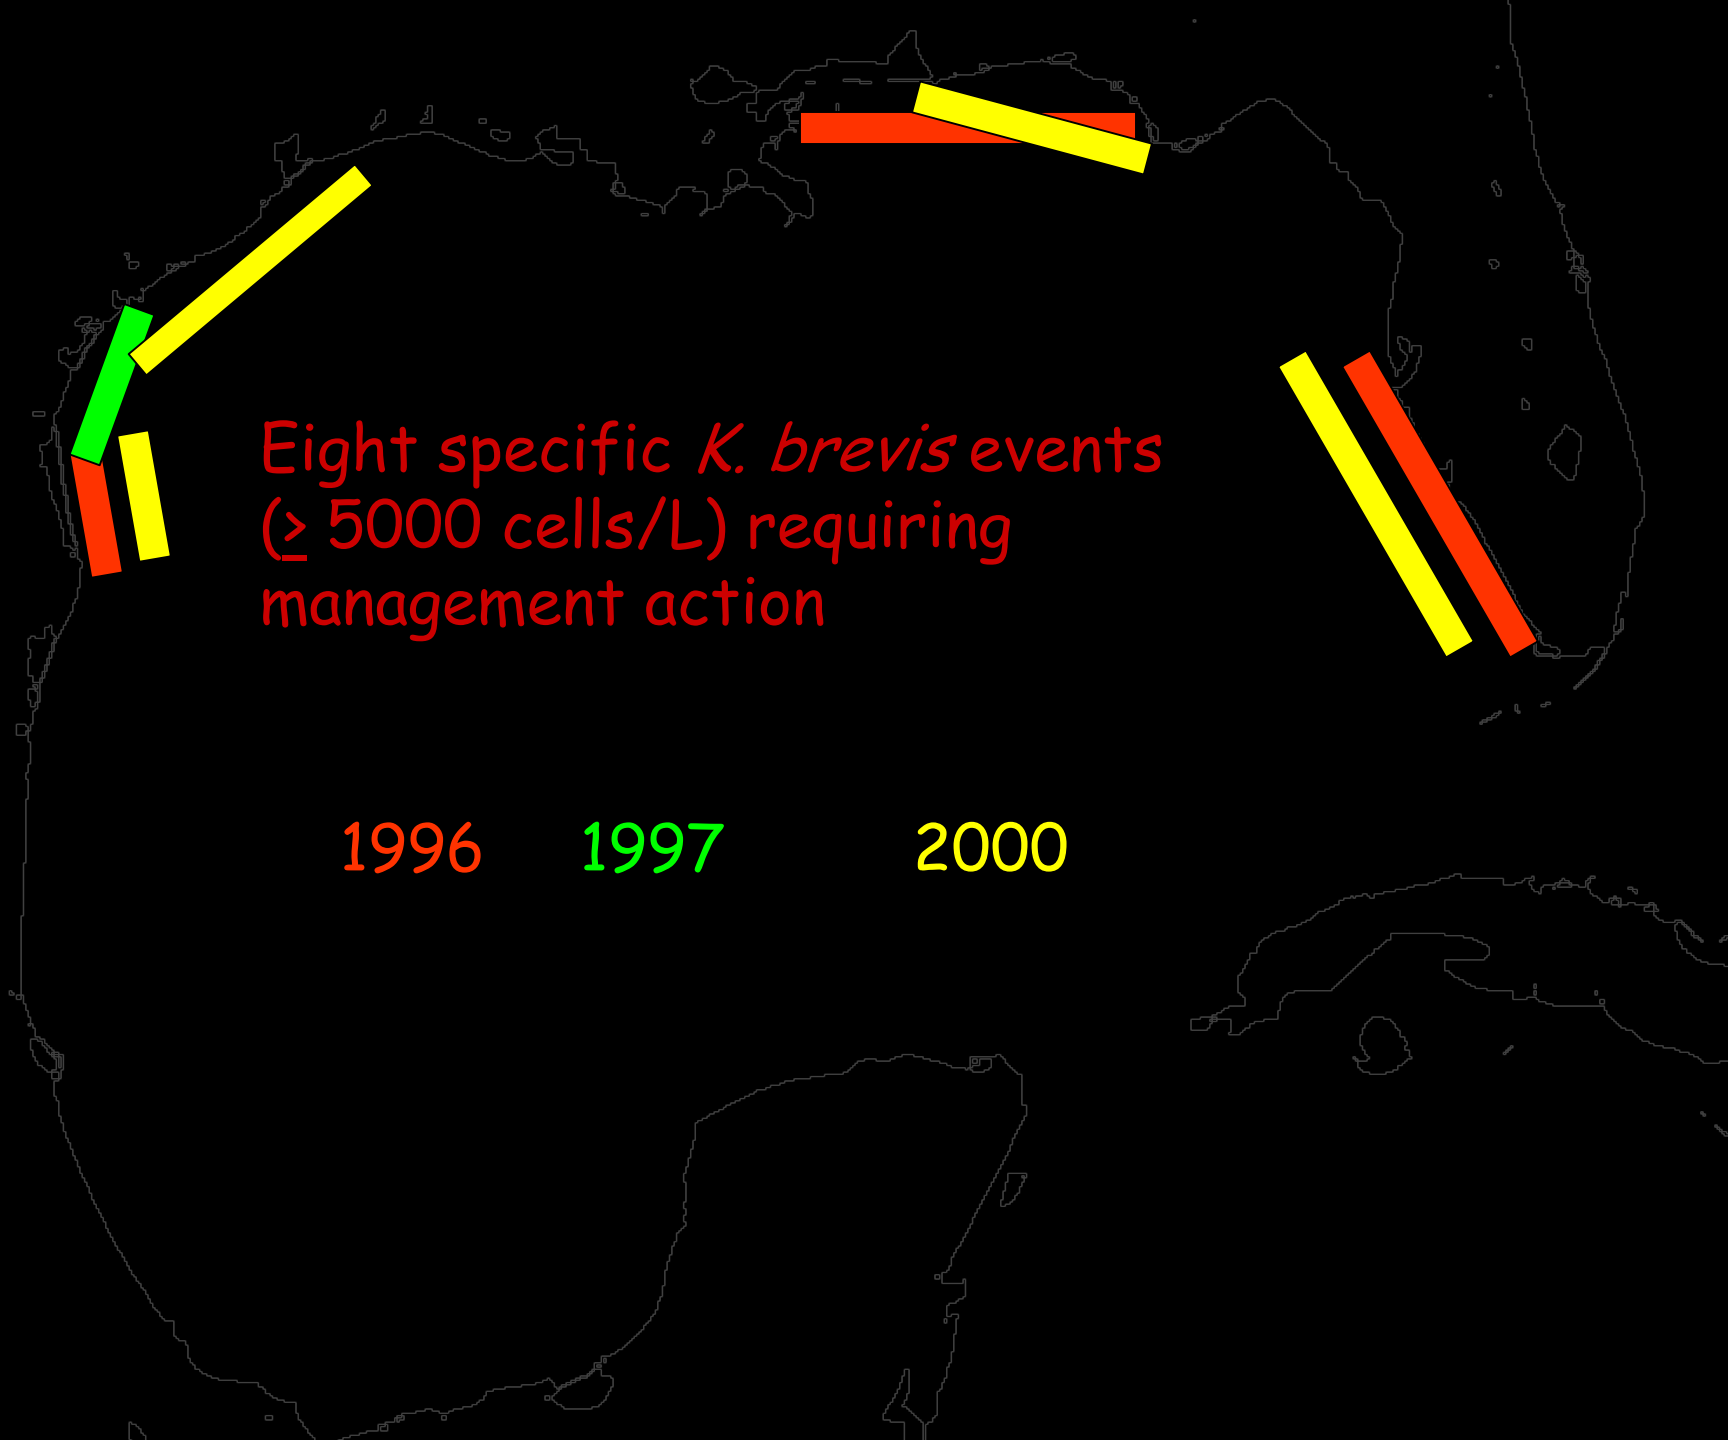 Eight specific K. brevis events
(≥ 5000 cells/L) requiring
management action
1996 1997 2000